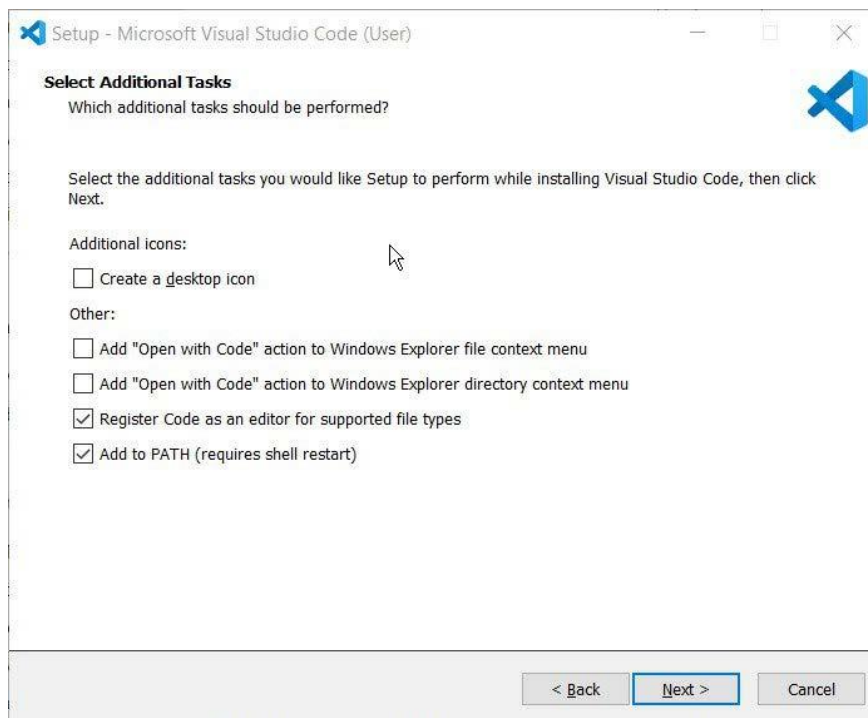 Setup - Microsoft Visual Studio Code (User)
Select Additional Tasks
Which additional tasks should be performed?
Select the additional tasks you would like Setup to perform while installing Visual Studio Code, then click
Next.
Additional icons:
Create a desktop icon
Other:
Add "Open with Code" action to Windows Explorer file context menu
Add "Open with Code" action to Windows Explorer directory context menu
Register Code as an editor for supported file types
Add to PATH (requires shell restart)
< Back Next > Cancel